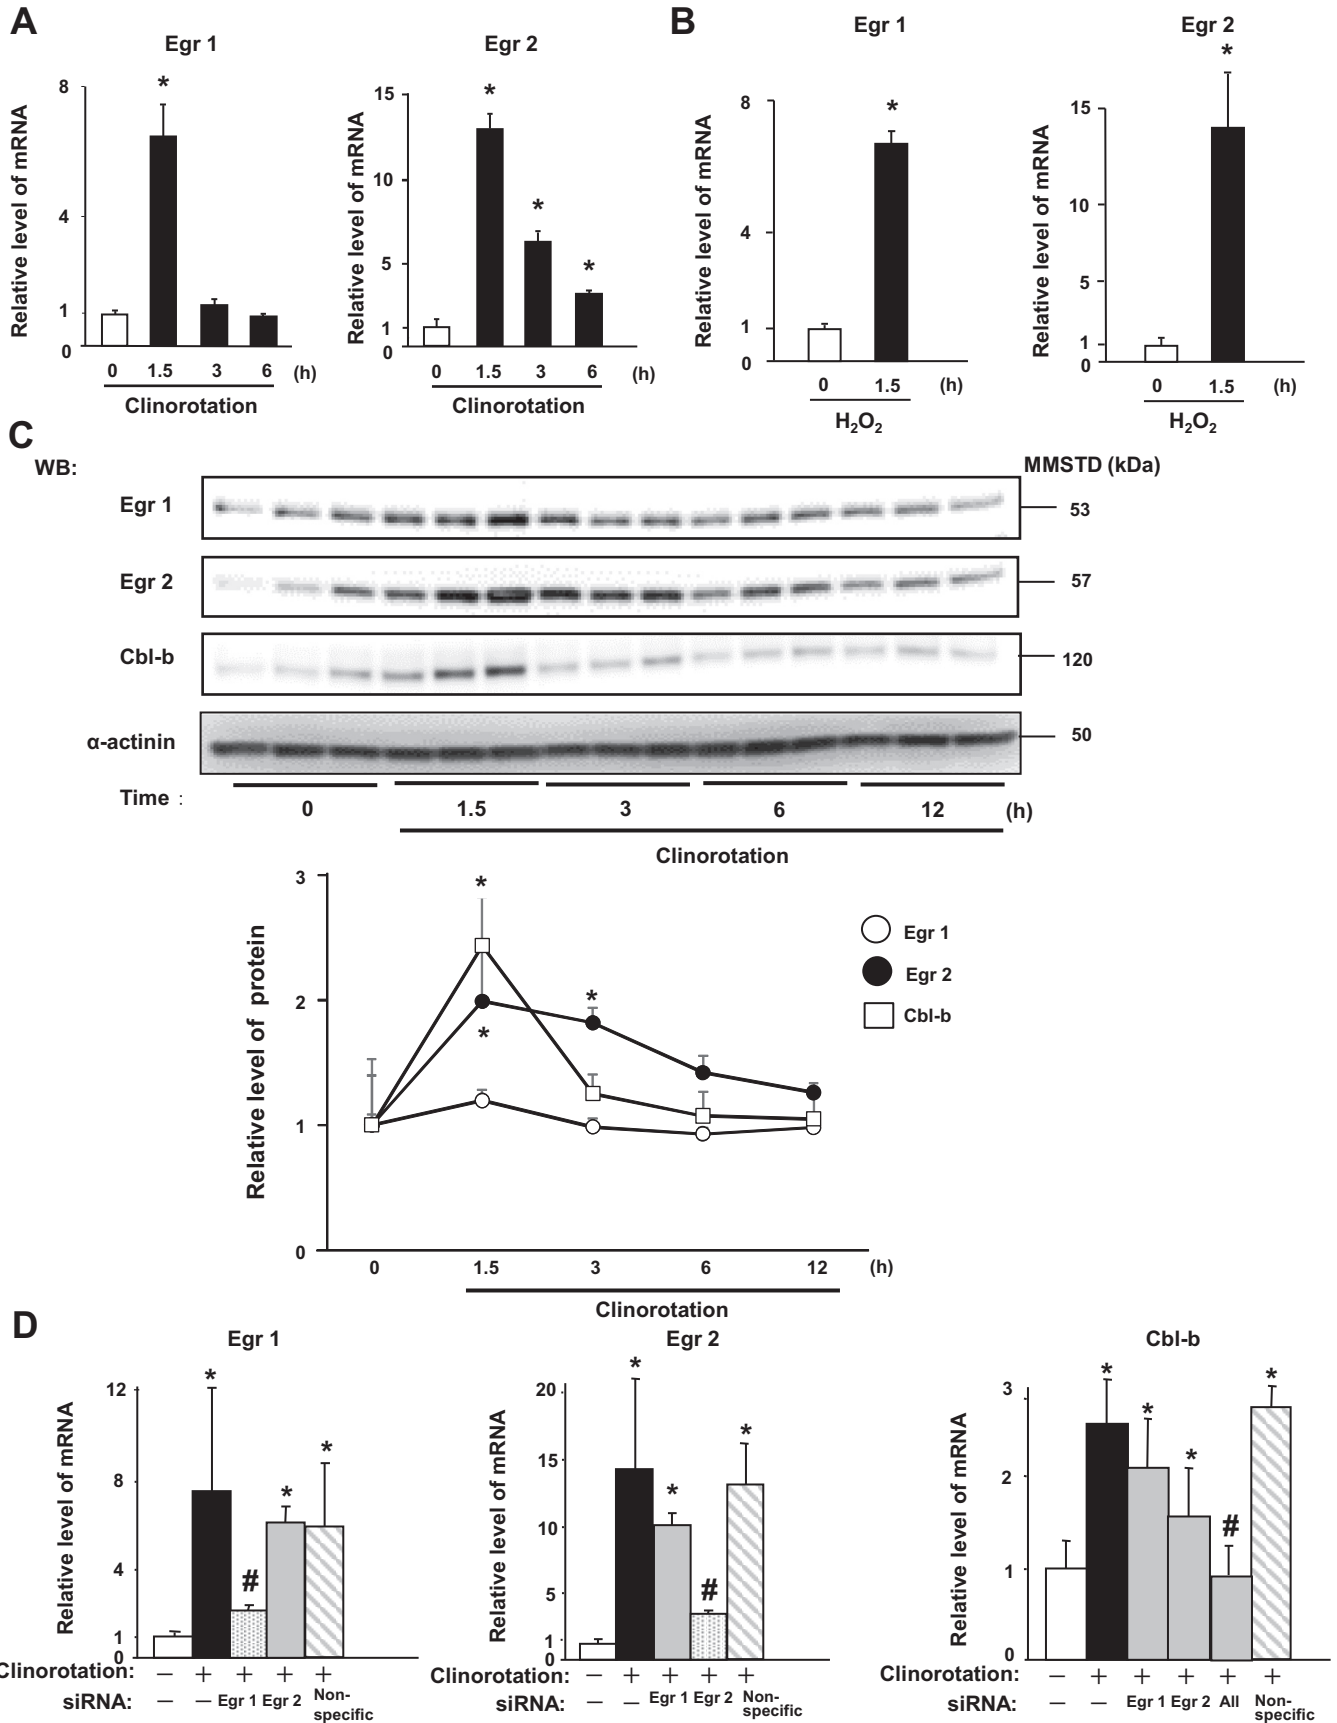 A
Egr 1
*
8
4
1
0
Relative level of mRNA
0 1.5 3 6 (h)
Clinorotation
Egr 2
*
*
*
15
10
5
1
0
Relative level of mRNA
0 1.5 3 6 (h)
Clinorotation
B
Egr 1
*
8
4
1
0
Relative level of mRNA
0 1.5 (h)
H₂O₂
Egr 2
*
15
10
5
1
0
Relative level of mRNA
0 1.5 (h)
H₂O₂
C
WB:
MMSTD (kDa)
Egr 1
53
Egr 2
57
Cbl-b
120
α-actinin
50
Time :
0 1.5 3 6 12 (h)
Clinorotation
3
2
1
0
Relative level of protein
*
*
*
Egr 1
Egr 2
Cbl-b
0 1.5 3 6 12 (h)
Clinorotation
D
Egr 1
12
8
4
1
0
Relative level of mRNA
*
#
*
*
Clinorotation: – + + + +
siRNA: – – Egr 1 Egr 2 Non-
specific
Egr 2
20
15
10
5
1
0
Relative level of mRNA
*
*
#
*
Clinorotation: – + + + +
siRNA: – – Egr 1 Egr 2 Non-
specific
Cbl-b
3
2
1
0
Relative level of mRNA
*
*
*
#
*
Clinorotation: – + + + + +
siRNA: – – Egr 1 Egr 2 All Non-
specific